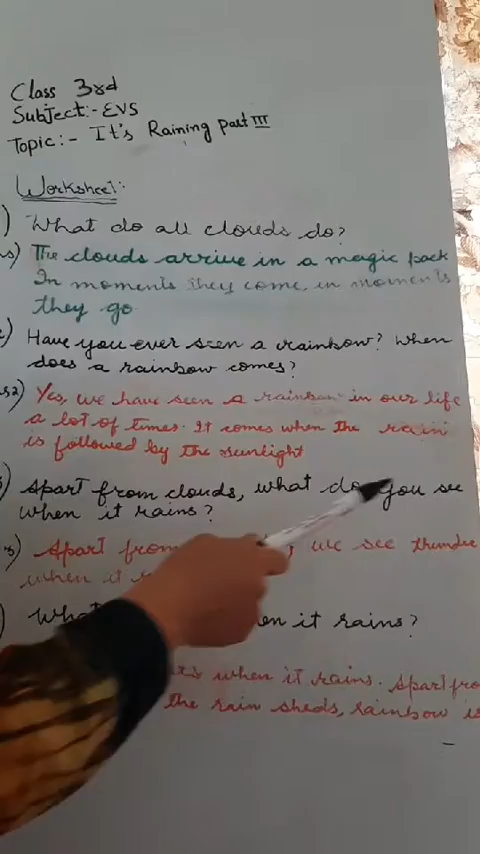 Class 3rd
Subject:- EVS
Topic:- It's Raining part III
Worksheet:
) What do all clouds do?
s) The clouds arrive in a magic pack
In moments they come, in moments
they go
) Have you ever seen a rainbow? When
does a rainbow comes?
s2) Yes, we have seen a rainbow in our life
a lot of times. It comes when the rain
is followed by the sunlight
) Apart from clouds, what do you see
when it rains?
s) Apart from we see thunder
when it
) What en it rains?
when it rains. Apart fro
the rain sheds, rainbow is